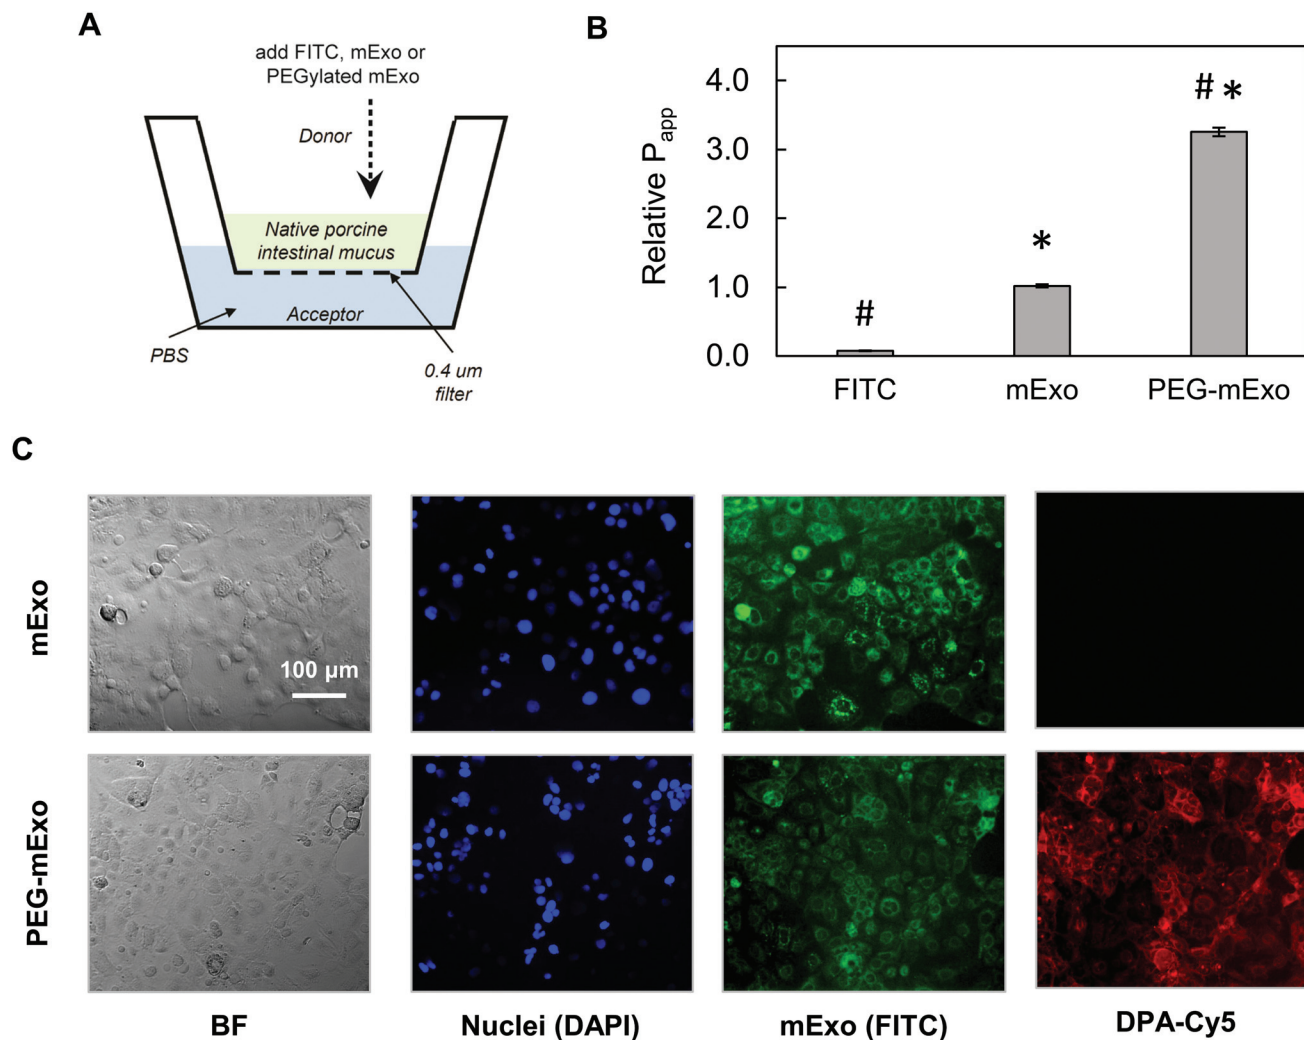 A
add FITC, mExo or
PEGylated mExo
Donor
Native porcine
intestinal mucus
Acceptor
PBS
0.4 um
filter
B
Relative Papp
4.0
3.0
2.0
1.0
0.0
#
*
# *
FITC
mExo
PEG-mExo
C
mExo
100 µm
PEG-mExo
BF
Nuclei (DAPI)
mExo (FITC)
DPA-Cy5